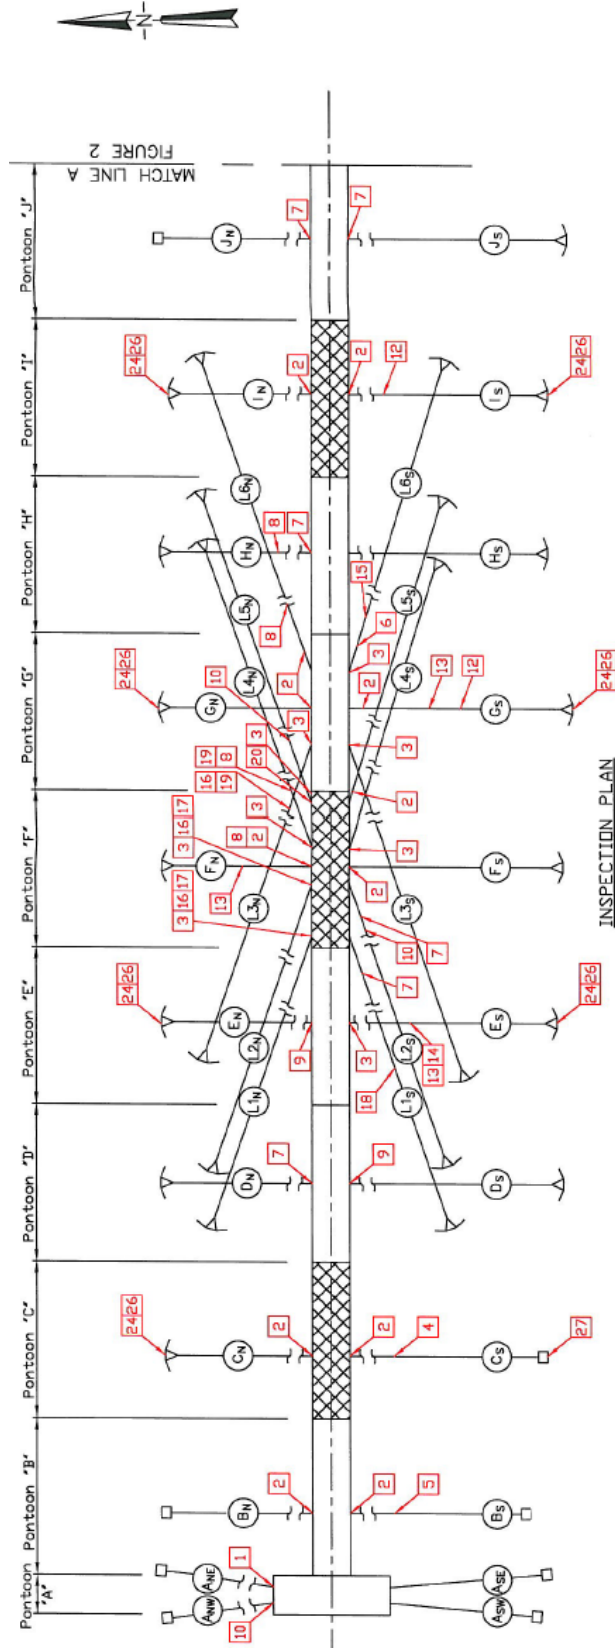 N
Pontoon "A"
Pontoon "B"
Pontoon "C"
Pontoon "D"
Pontoon "E"
Pontoon "F"
Pontoon "G"
Pontoon "H"
Pontoon "I"
Pontoon "J"
MATCH LINE A
FIGURE 2
24 26
24 26
24 26
24 26
ANW
ANE
BN
CN
DN
L1N
L2N
EN
L3N
FN
L4N
GN
L5N
HN
L6N
IN
JN
10
1
2
2
7
9
3 16 17
3 16 17
13
8 2
3
16 19
19 8
20
3
10
3
2
8
8
7
2
7
2
2
9
3
7
10
7
2
3
2
3
2
3
6
15
2
7
5
4
18
13 14
13
12
12
ASW
ASE
BS
CS
DS
L1S
L2S
ES
L3S
FS
L4S
GS
L5S
HS
L6S
IS
JS
27
24 26
24 26
24 26
INSPECTION PLAN